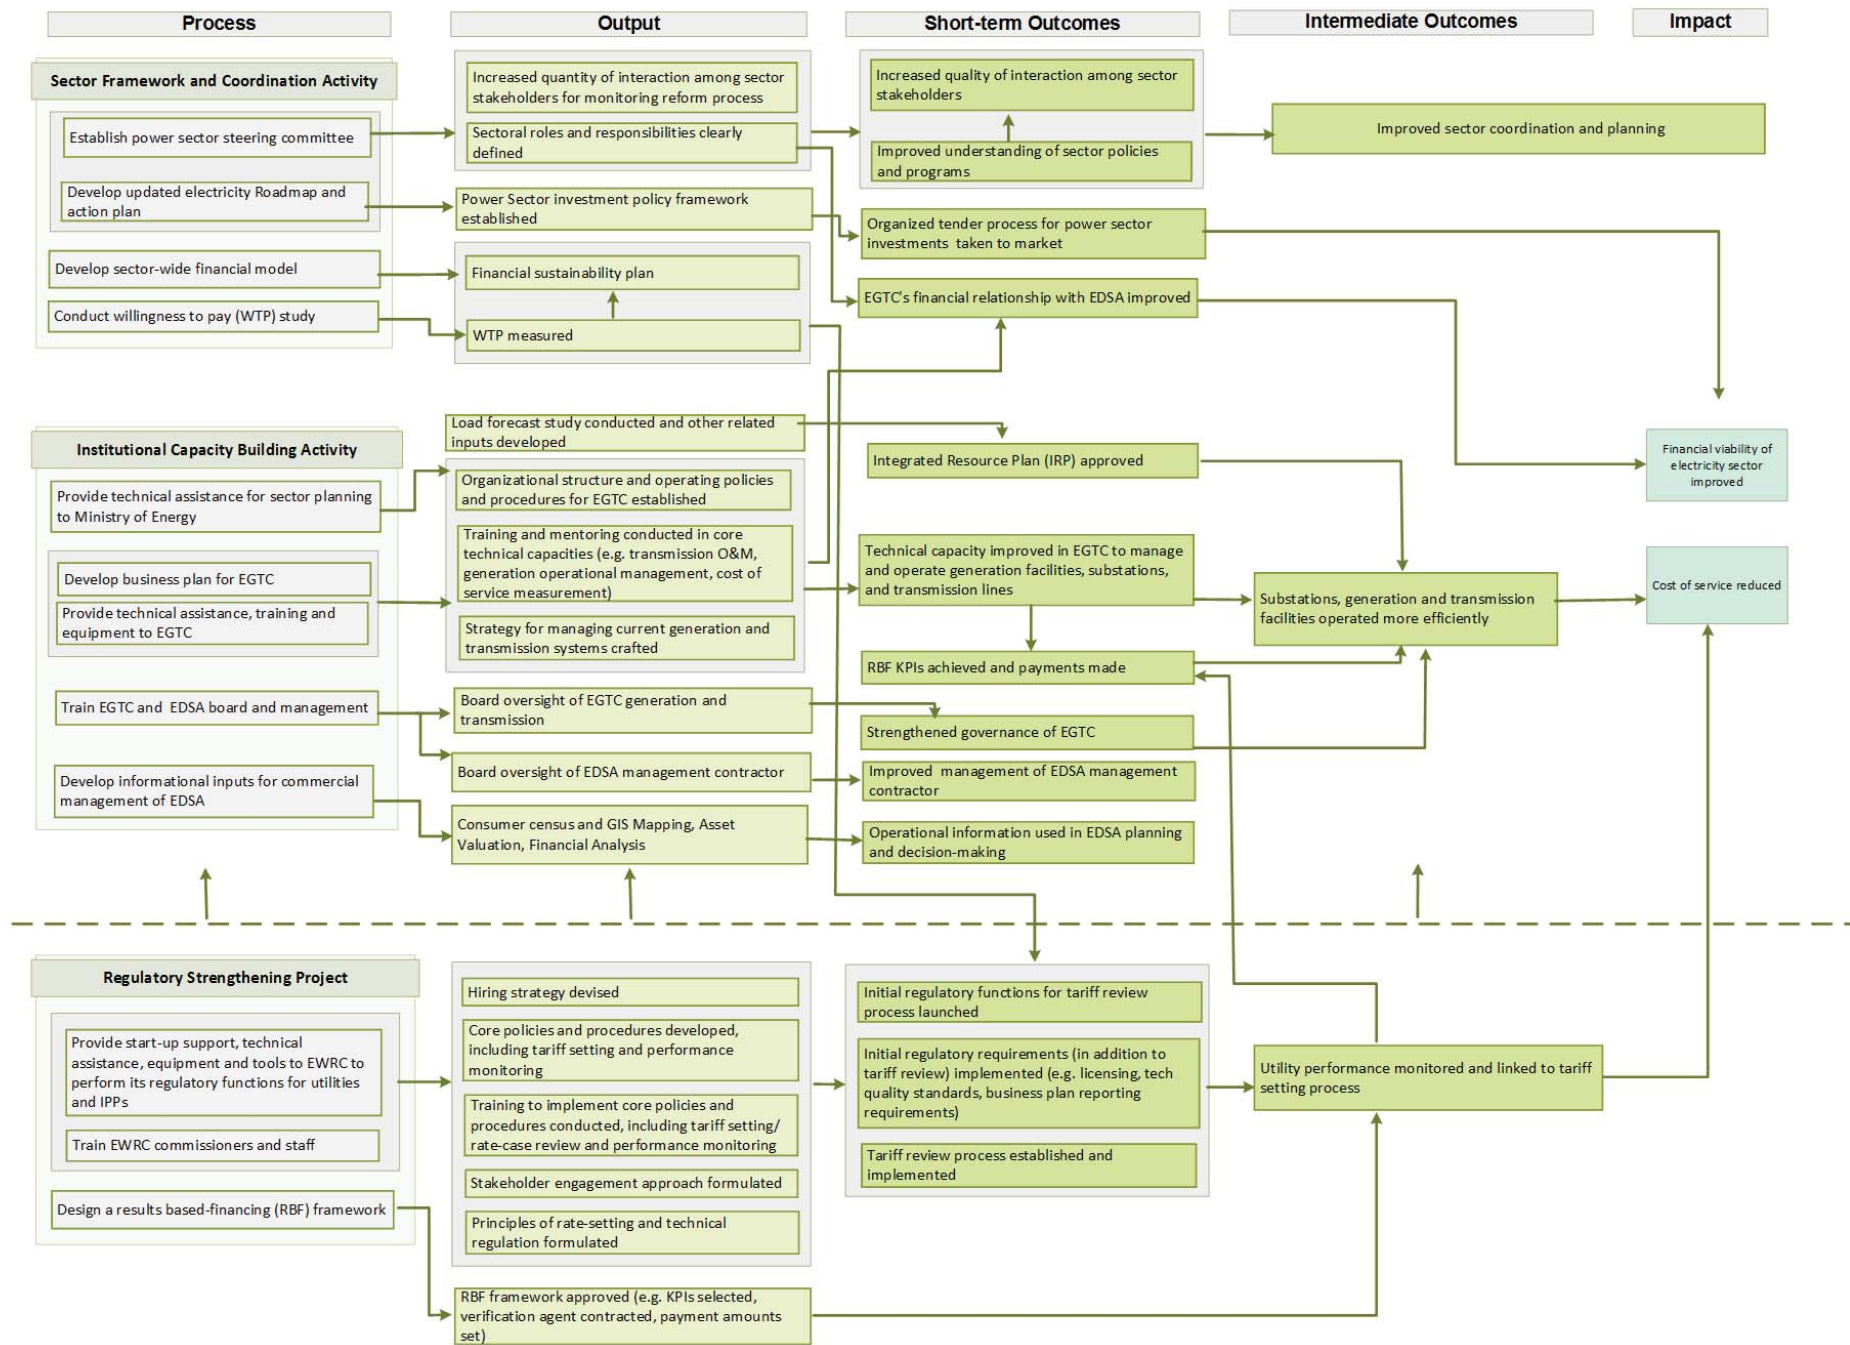 Process
Output
Short-term Outcomes
Intermediate Outcomes
Impact
Sector Framework and Coordination Activity
Establish power sector steering committee
Develop updated electricity Roadmap and
action plan
Develop sector-wide financial model
Conduct willingness to pay (WTP) study
Increased quantity of interaction among sector
stakeholders for monitoring reform process
Sectoral roles and responsibilities clearly
defined
Power Sector investment policy framework
established
Financial sustainability plan
WTP measured
Increased quality of interaction among sector
stakeholders
Improved understanding of sector policies
and programs
Organized tender process for power sector
investments taken to market
EGTC's financial relationship with EDSA improved
Improved sector coordination and planning
Institutional Capacity Building Activity
Provide technical assistance for sector planning
to Ministry of Energy
Develop business plan for EGTC
Provide technical assistance, training and
equipment to EGTC
Train EGTC and EDSA board and management
Develop informational inputs for commercial
management of EDSA
Load forecast study conducted and other related
inputs developed
Organizational structure and operating policies
and procedures for EGTC established
Training and mentoring conducted in core
technical capacities (e.g. transmission O&M,
generation operational management, cost of
service measurement)
Strategy for managing current generation and
transmission systems crafted
Board oversight of EGTC generation and
transmission
Board oversight of EDSA management contractor
Consumer census and GIS Mapping, Asset
Valuation, Financial Analysis
Integrated Resource Plan (IRP) approved
Technical capacity improved in EGTC to manage
and operate generation facilities, substations,
and transmission lines
RBF KPIs achieved and payments made
Strengthened governance of EGTC
Improved management of EDSA management
contractor
Operational information used in EDSA planning
and decision-making
Substations, generation and transmission
facilities operated more efficiently
Financial viability of
electricity sector
improved
Cost of service reduced
Regulatory Strengthening Project
Provide start-up support, technical
assistance, equipment and tools to EWRC to
perform its regulatory functions for utilities
and IPPs
Train EWRC commissioners and staff
Design a results based-financing (RBF) framework
Hiring strategy devised
Core policies and procedures developed,
including tariff setting and performance
monitoring
Training to implement core policies and
procedures conducted, including tariff setting/
rate-case review and performance monitoring
Stakeholder engagement approach formulated
Principles of rate-setting and technical
regulation formulated
RBF framework approved (e.g. KPIs selected,
verification agent contracted, payment amounts
set)
Initial regulatory functions for tariff review
process launched
Initial regulatory requirements (in addition to
tariff review) implemented (e.g. licensing, tech
quality standards, business plan reporting
requirements)
Tariff review process established and
implemented
Utility performance monitored and linked to tariff
setting process